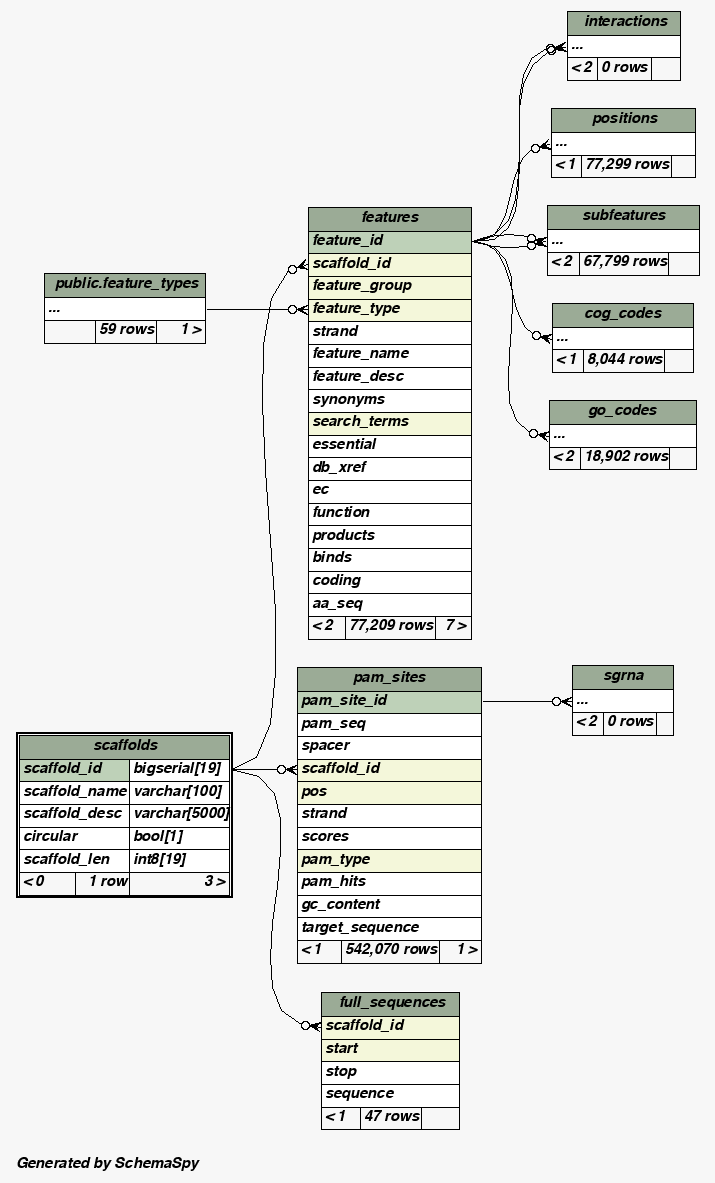 interactions
...
< 2 0 rows
positions
...
< 1 77,299 rows
subfeatures
...
< 2 67,799 rows
cog_codes
...
< 1 8,044 rows
go_codes
...
< 2 18,902 rows
features
feature_id
scaffold_id
feature_group
feature_type
strand
feature_name
feature_desc
synonyms
search_terms
essential
db_xref
ec
function
products
binds
coding
aa_seq
< 2 77,209 rows 7 >
public.feature_types
...
59 rows 1 >
pam_sites
pam_site_id
pam_seq
spacer
scaffold_id
pos
strand
scores
pam_type
pam_hits
gc_content
target_sequence
< 1 542,070 rows 1 >
sgrna
...
< 2 0 rows
scaffolds
scaffold_id bigserial[19]
scaffold_name varchar[100]
scaffold_desc varchar[5000]
circular bool[1]
scaffold_len int8[19]
< 0 1 row 3 >
full_sequences
scaffold_id
start
stop
sequence
< 1 47 rows
Generated by SchemaSpy